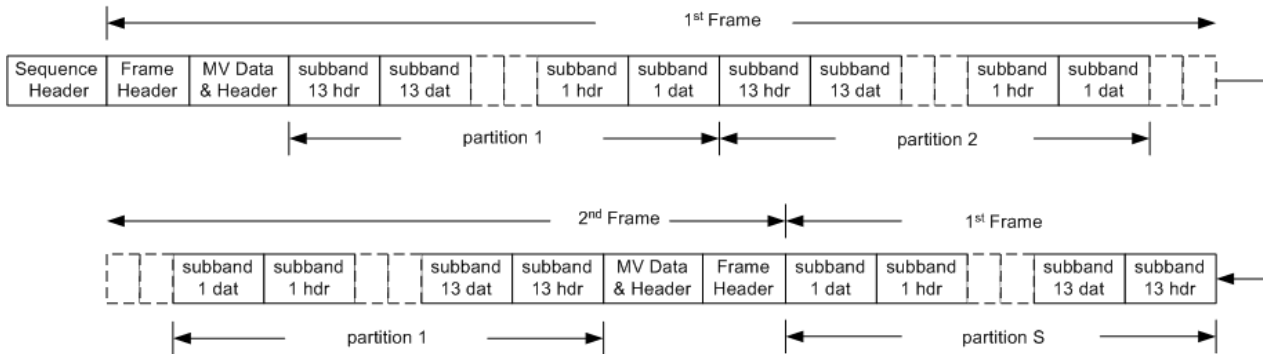 1st Frame
Sequence Header
Frame Header
MV Data & Header
subband 13 hdr
subband 13 dat
subband 1 hdr
subband 1 dat
subband 13 hdr
subband 13 dat
subband 1 hdr
subband 1 dat
partition 1
partition 2
2nd Frame
1st Frame
subband 1 dat
subband 1 hdr
subband 13 dat
subband 13 hdr
MV Data & Header
Frame Header
subband 1 dat
subband 1 hdr
subband 13 dat
subband 13 hdr
partition 1
partition S